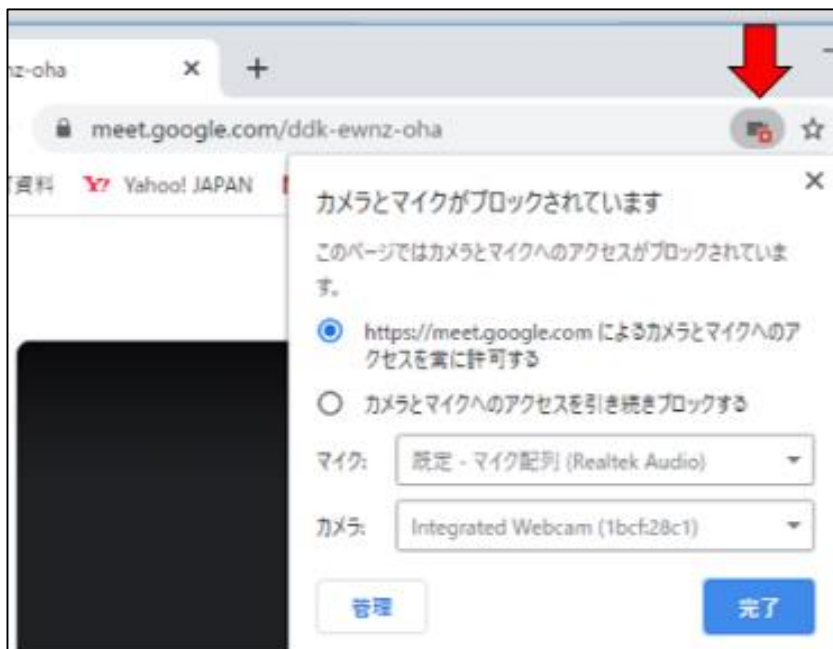 nz-oha
meet.google.com/ddk-ewnz-oha
資料 Y! Yahoo! JAPAN
カメラとマイクがブロックされています
このページではカメラとマイクへのアクセスがブロックされていま
す。
https://meet.google.com によるカメラとマイクへのア
クセスを常に許可する
カメラとマイクへのアクセスを引き続きブロックする
マイク: 既定 - マイク配列 (Realtek Audio)
カメラ: Integrated Webcam (1bcf:28c1)
管理 完了